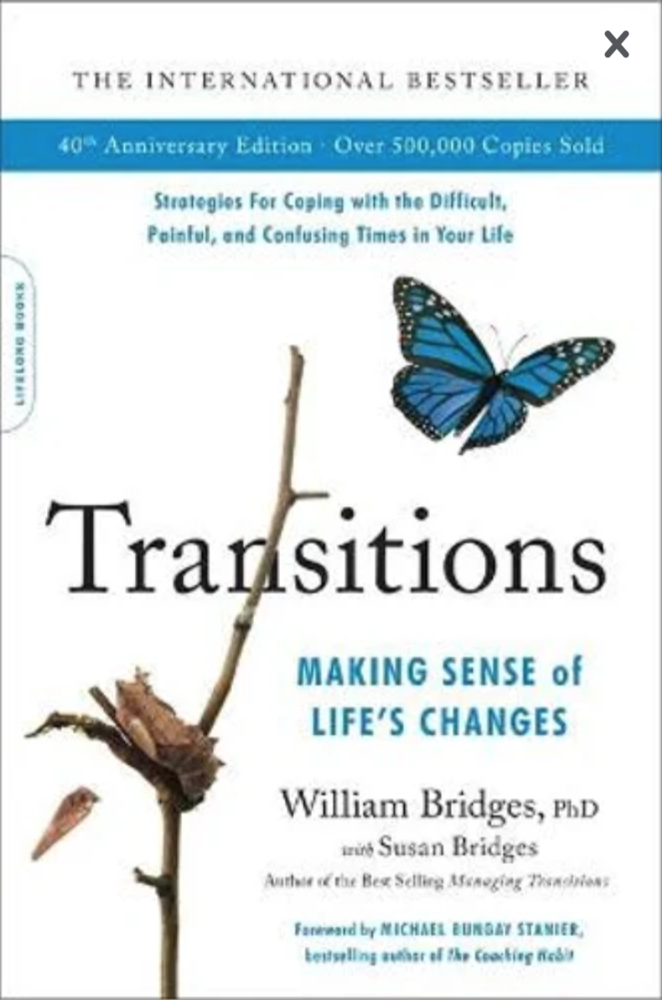 THE INTERNATIONAL BESTSELLER
40th Anniversary Edition · Over 500,000 Copies Sold
Strategies For Coping with the Difficult,
Painful, and Confusing Times in Your Life
LIFELONG BOOKS
Transitions
MAKING SENSE of
LIFE'S CHANGES
William Bridges, PhD
with Susan Bridges
Author of the Best Selling Managing Transitions
Foreword by MICHAEL BUNGAY STANIER,
bestselling author of The Coaching Habit